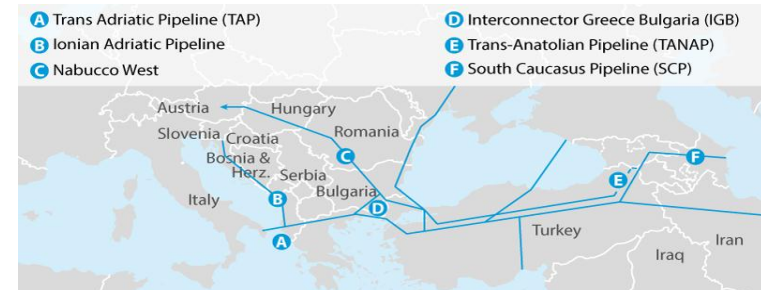 A Trans Adriatic Pipeline (TAP)
B Ionian Adriatic Pipeline
C Nabucco West
D Interconnector Greece Bulgaria (IGB)
E Trans-Anatolian Pipeline (TANAP)
F South Caucasus Pipeline (SCP)
Austria
Hungary
Slovenia
Croatia
Romania
Bosnia &
Herz.
Serbia
C
F
E
Bulgaria
Italy
B
D
A
Turkey
Iraq
Iran